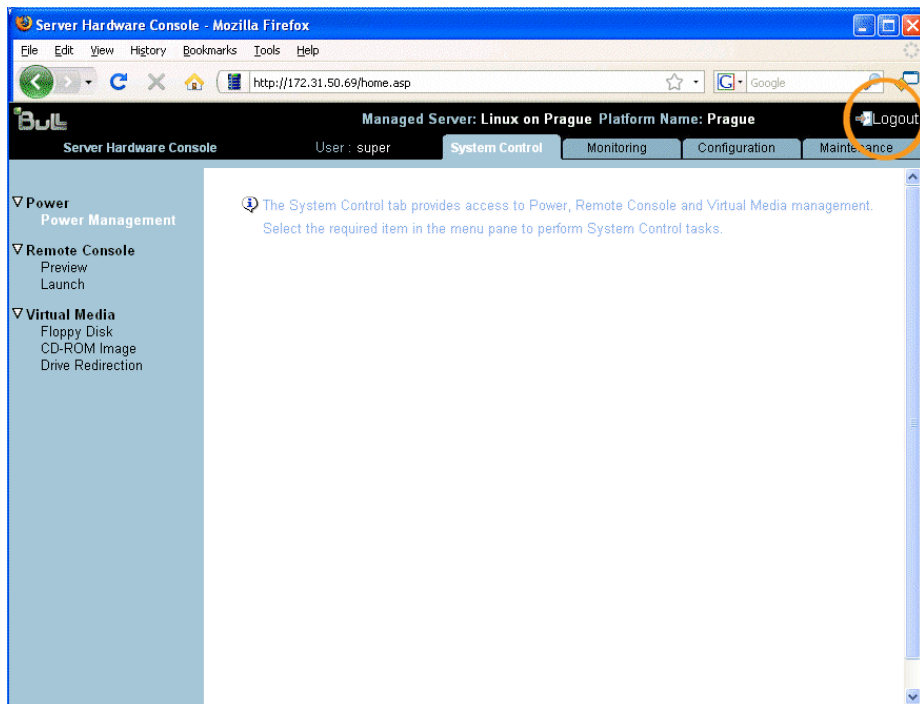 Server Hardware Console - Mozilla Firefox
File Edit View History Bookmarks Tools Help
http://172.31.50.69/home.asp
G Google
Bull
Managed Server: Linux on Prague Platform Name: Prague
Logout
Server Hardware Console User : super System Control Monitoring Configuration Maintenance
Power
Power Management
Remote Console
Preview
Launch
Virtual Media
Floppy Disk
CD-ROM Image
Drive Redirection
The System Control tab provides access to Power, Remote Console and Virtual Media management.
Select the required item in the menu pane to perform System Control tasks.